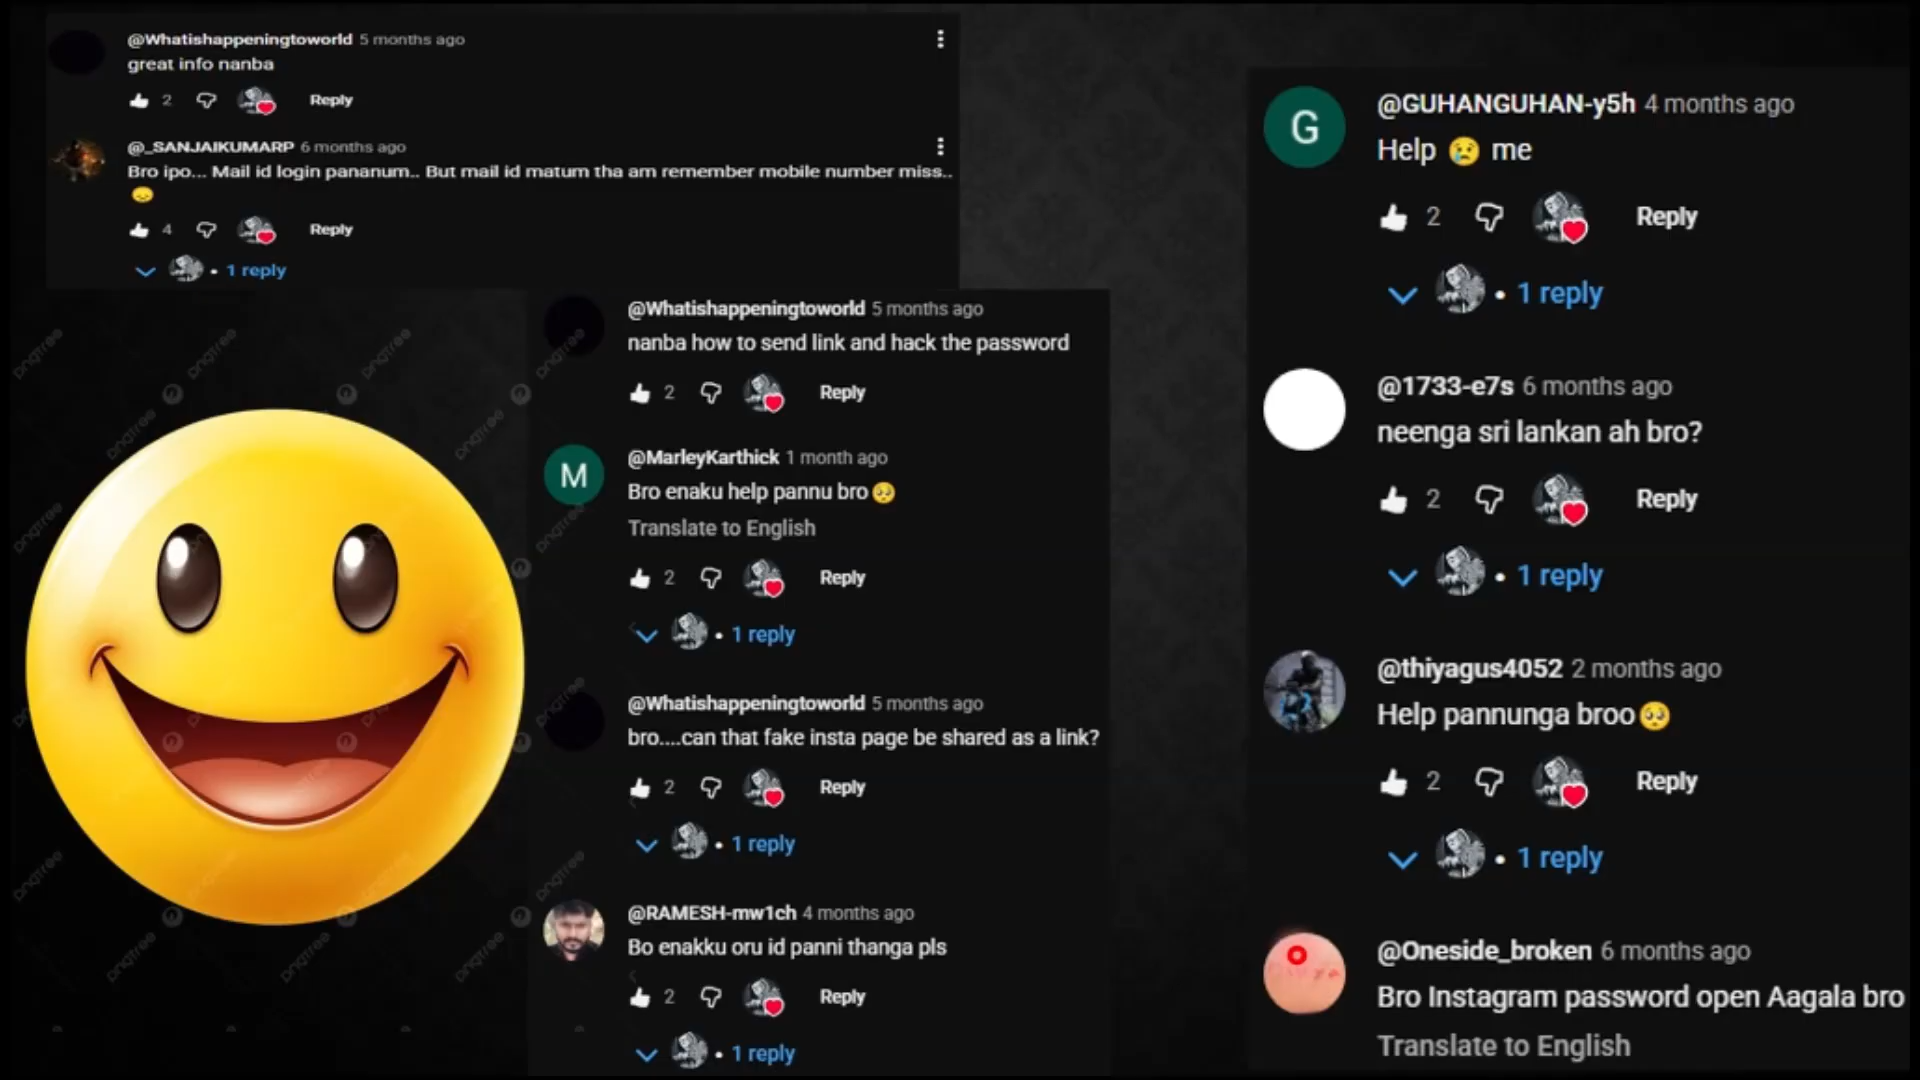 @Whatishappeningtoworld 5 months ago
great info nanba
2 Reply
@_SANJAIKUMARP 6 months ago
Bro ipo... Mail id login pananum.. But mail id matum tha am remember mobile number miss..
😞
4 Reply
• 1 reply
@Whatishappeningtoworld 5 months ago
nanba how to send link and hack the password
2 Reply
M
@MarleyKarthick 1 month ago
Bro enaku help pannu bro🥺
Translate to English
2 Reply
• 1 reply
@Whatishappeningtoworld 5 months ago
bro....can that fake insta page be shared as a link?
2 Reply
• 1 reply
@RAMESH-mw1ch 4 months ago
Bo enakku oru id panni thanga pls
2 Reply
• 1 reply
G
@GUHANGUHAN-y5h 4 months ago
Help 😢 me
2 Reply
• 1 reply
@1733-e7s 6 months ago
neenga sri lankan ah bro?
2 Reply
• 1 reply
@thiyagus4052 2 months ago
Help pannunga broo🥺
2 Reply
• 1 reply
@Oneside_broken 6 months ago
Bro Instagram password open Aagala bro
Translate to English
pngtree